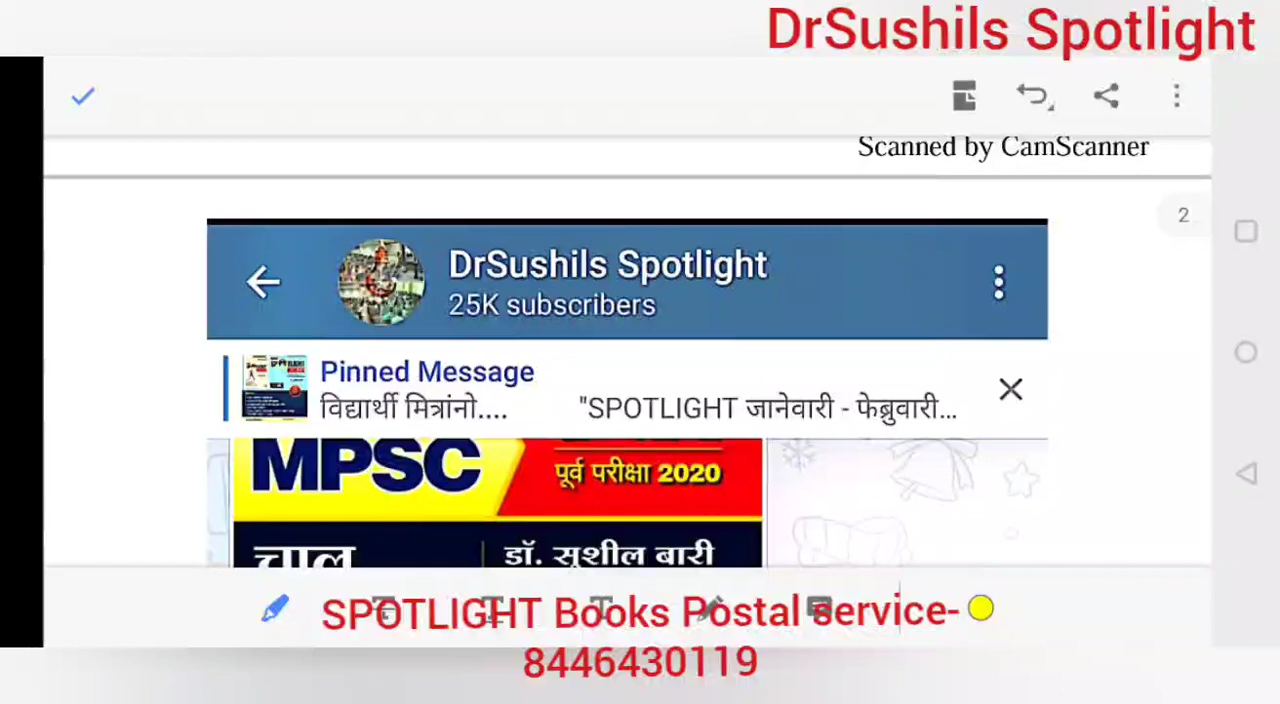 DrSushils Spotlight
Scanned by CamScanner
2
DrSushils Spotlight
25K subscribers
Pinned Message
विद्यार्थी मित्रांनो.... "SPOTLIGHT जानेवारी - फेब्रुवारी...
MPSC
पूर्व परीक्षा 2020
चाल
डॉ. सुशील बारी
SPOTLIGHT Books Postal service-
8446430119